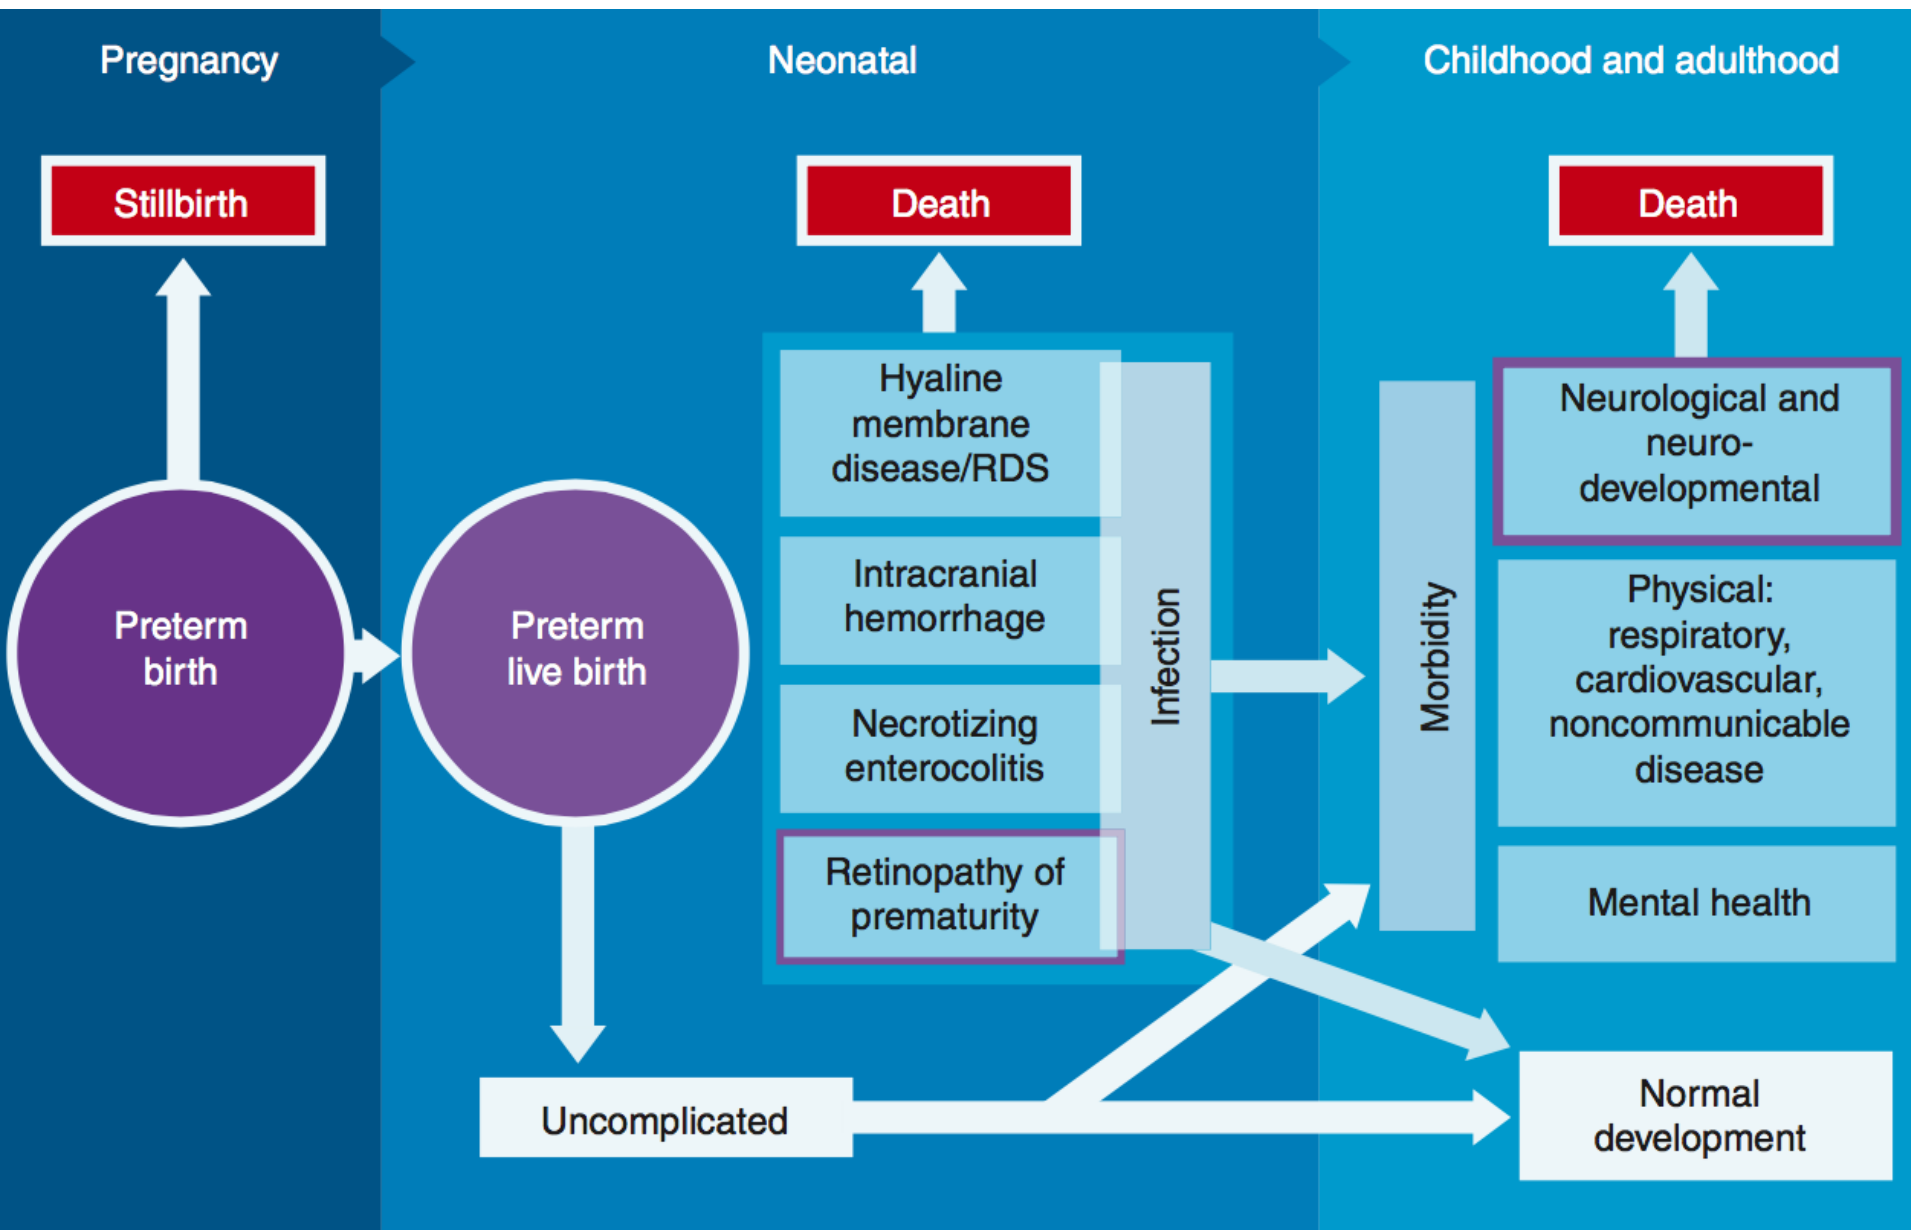 Pregnancy
Neonatal
Childhood and adulthood
Stillbirth
Death
Death
Preterm
birth
Preterm
live birth
Hyaline
membrane
disease/RDS
Intracranial
hemorrhage
Necrotizing
enterocolitis
Retinopathy of
prematurity
Infection
Morbidity
Neurological and
neuro-
developmental
Physical:
respiratory,
cardiovascular,
noncommunicable
disease
Mental health
Uncomplicated
Normal
development